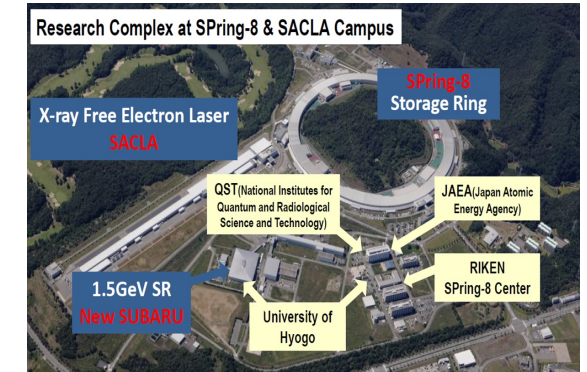 Research Complex at SPring-8 & SACLA Campus
SPring-8
Storage Ring
X-ray Free Electron Laser
SACLA
QST(National Institutes for
Quantum and Radiological
Science and Technology)
JAEA(Japan Atomic
Energy Agency)
RIKEN
SPring-8 Center
1.5GeV SR
New SUBARU
University of
Hyogo